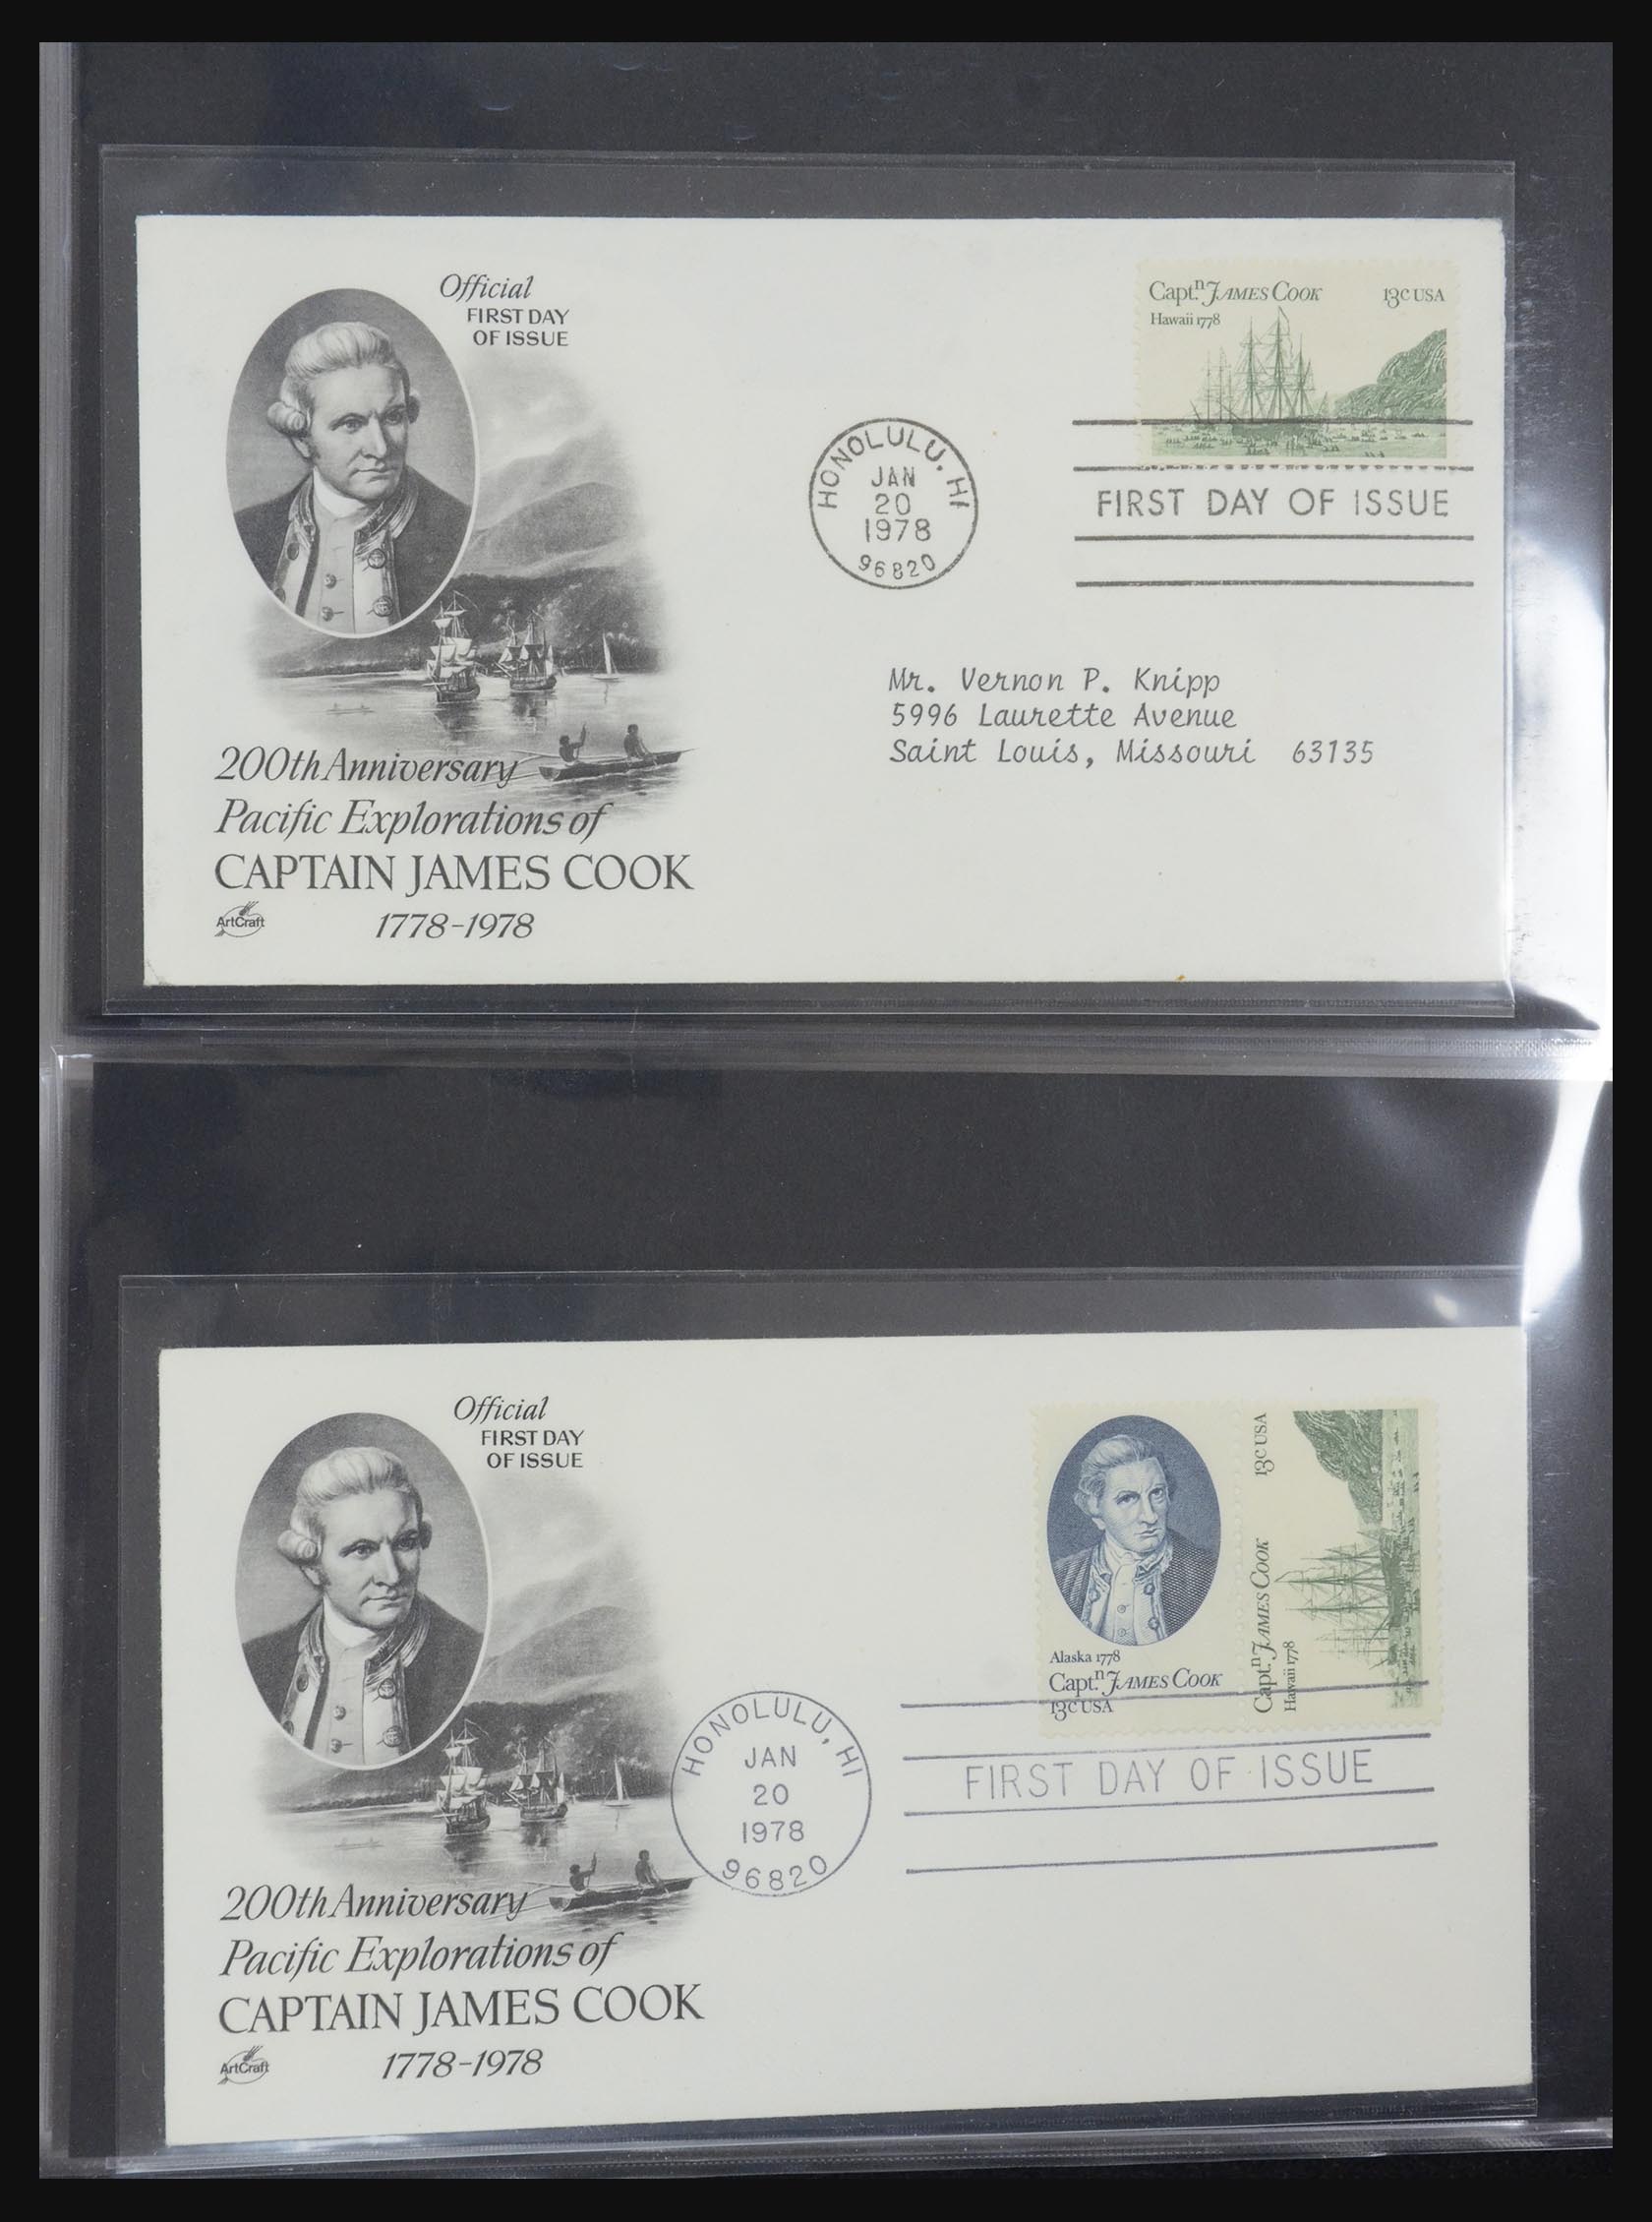 Official
FIRST DAY
OF ISSUE
Capt.n JAMES COOK 13c USA
Hawaii 1778
HONOLULU, HI
JAN
20
1978
96820
FIRST DAY OF ISSUE
Mr. Vernon P. Knipp
5996 Laurette Avenue
Saint Louis, Missouri 63135
200th Anniversary
Pacific Explorations of
CAPTAIN JAMES COOK
ArtCraft
1778-1978
Official
FIRST DAY
OF ISSUE
Alaska 1778
Capt.n JAMES COOK
13c USA
Capt.n JAMES COOK 13c USA
Hawaii 1778
HONOLULU, HI
JAN
20
1978
96820
FIRST DAY OF ISSUE
200th Anniversary
Pacific Explorations of
CAPTAIN JAMES COOK
ArtCraft
1778-1978